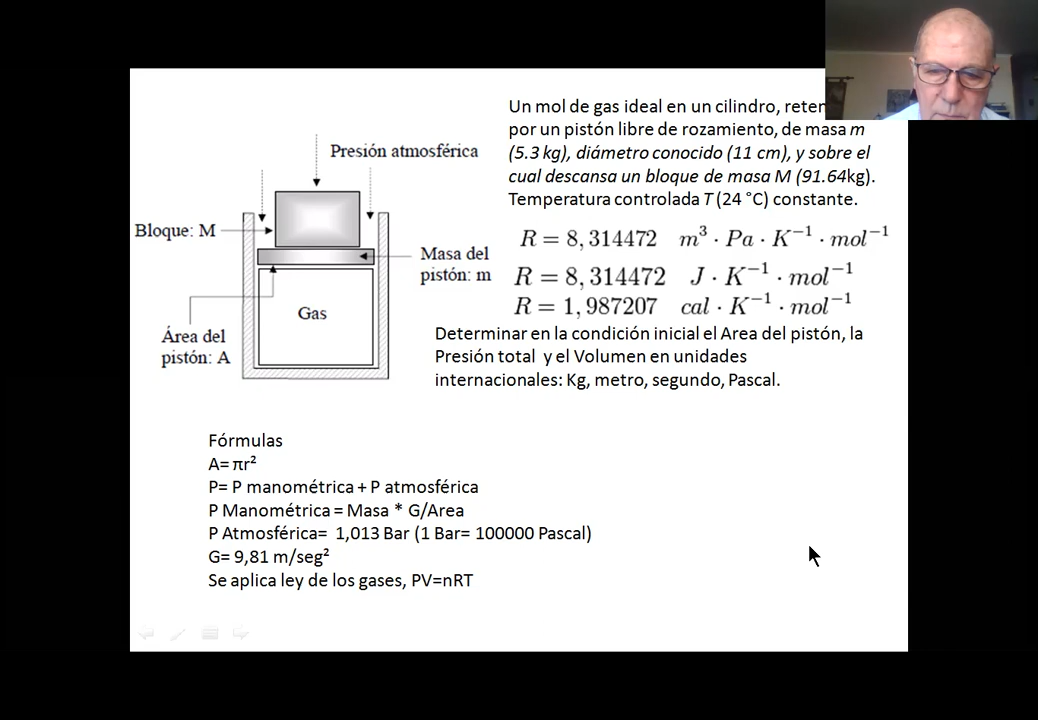 Un mol de gas ideal en un cilindro,
por un pistón libre de rozamiento, de masa m
(5.3 kg), diámetro conocido (11 cm), y sobre el
cual descansa un bloque de masa M (91.64kg).
Temperatura controlada T (24 °C) constante.
Presión atmosférica
Bloque: M
Masa del
pistón: m
Gas
Área del
pistón: A
R = 8,314472 m³ · Pa · K⁻¹ · mol⁻¹
R = 8,314472 J · K⁻¹ · mol⁻¹
R = 1,987207 cal · K⁻¹ · mol⁻¹
Determinar en la condición inicial el Area del pistón, la
Presión total y el Volumen en unidades
internacionales: Kg, metro, segundo, Pascal.
Fórmulas
A= πr²
P= P manométrica + P atmosférica
P Manométrica = Masa * G/Area
P Atmosférica= 1,013 Bar (1 Bar= 100000 Pascal)
G= 9,81 m/seg²
Se aplica ley de los gases, PV=nRT